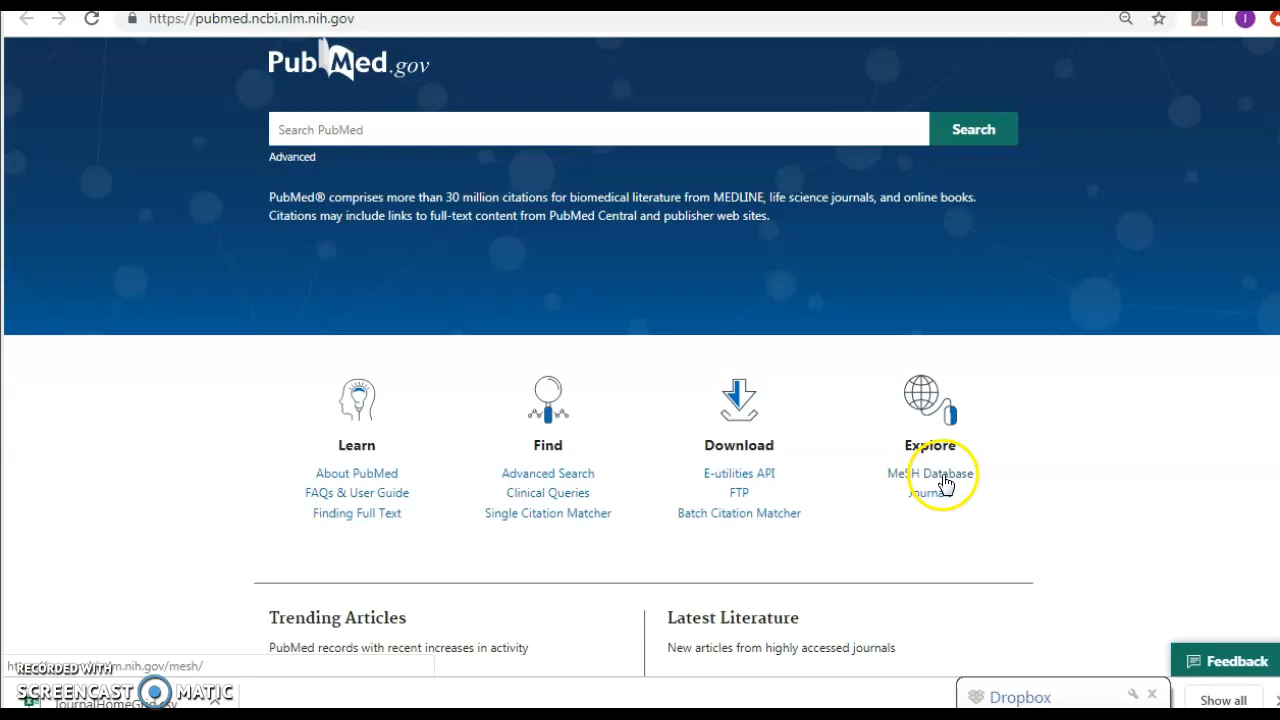 https://pubmed.ncbi.nlm.nih.gov
I
PubMed.gov
Search PubMed
Search
Advanced
PubMed® comprises more than 30 million citations for biomedical literature from MEDLINE, life science journals, and online books.
Citations may include links to full-text content from PubMed Central and publisher web sites.
Learn
Find
Download
Explore
About PubMed
Advanced Search
E-utilities API
MeSH Database
FAQs & User Guide
Clinical Queries
FTP
Finding Full Text
Single Citation Matcher
Batch Citation Matcher
Trending Articles
Latest Literature
PubMed records with recent increases in activity
New articles from highly accessed journals
Feedback
RECORDED WITH
SCREENCAST MATIC
Dropbox
Show all